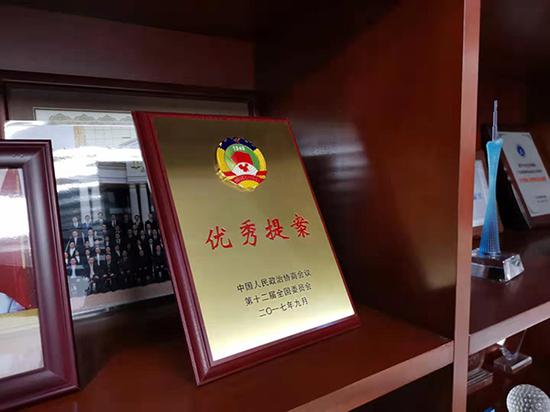 优秀提案
中国人民政治协商会议
第十二届全国委员会
二〇一七年九月